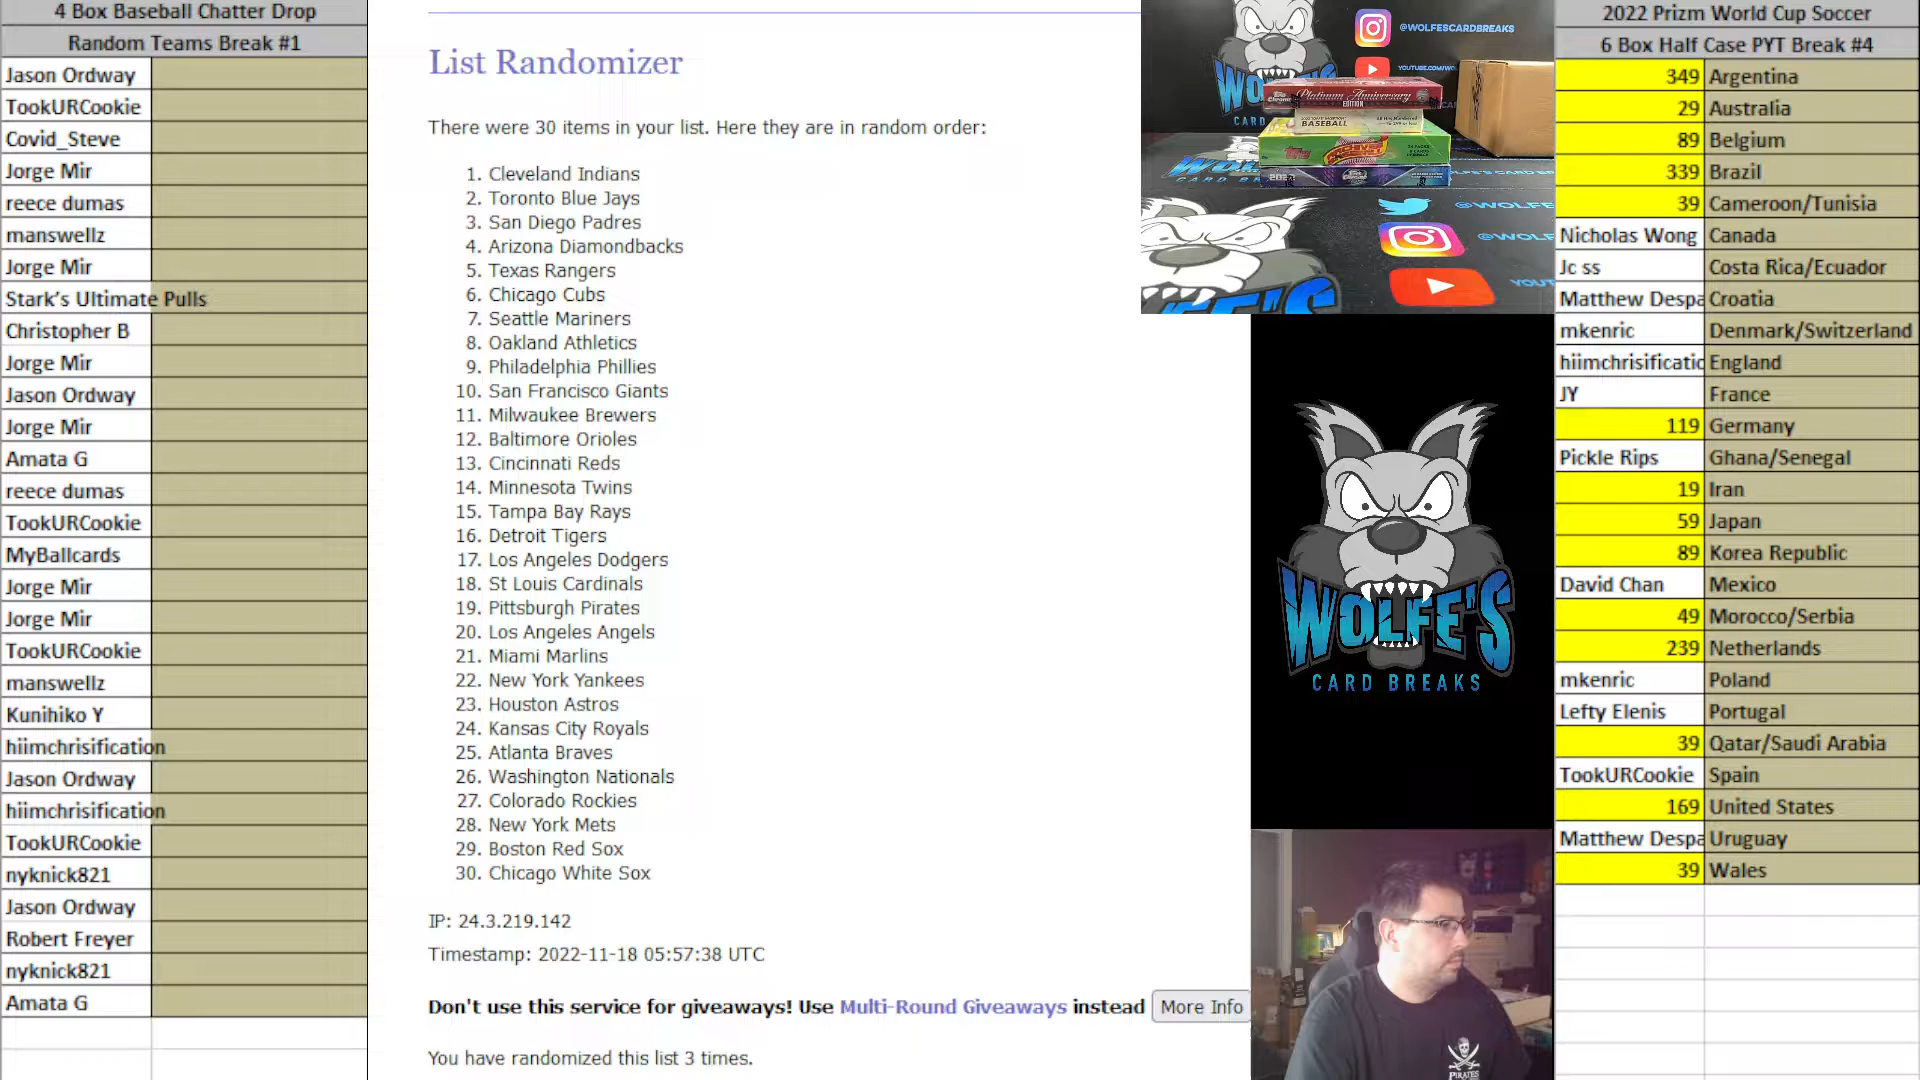 4 Box Baseball Chatter Drop
Random Teams Break #1
Jason Ordway
TookURCookie
Covid_Steve
Jorge Mir
reece dumas
manswellz
Jorge Mir
Stark's Ultimate Pulls
Christopher B
Jorge Mir
Jason Ordway
Jorge Mir
Amata G
reece dumas
TookURCookie
MyBallcards
Jorge Mir
Jorge Mir
TookURCookie
manswellz
Kunihiko Y
hiimchrisification
Jason Ordway
hiimchrisification
TookURCookie
nyknick821
Jason Ordway
Robert Freyer
nyknick821
Amata G
List Randomizer
There were 30 items in your list. Here they are in random order:
1. Cleveland Indians
2. Toronto Blue Jays
3. San Diego Padres
4. Arizona Diamondbacks
5. Texas Rangers
6. Chicago Cubs
7. Seattle Mariners
8. Oakland Athletics
9. Philadelphia Phillies
10. San Francisco Giants
11. Milwaukee Brewers
12. Baltimore Orioles
13. Cincinnati Reds
14. Minnesota Twins
15. Tampa Bay Rays
16. Detroit Tigers
17. Los Angeles Dodgers
18. St Louis Cardinals
19. Pittsburgh Pirates
20. Los Angeles Angels
21. Miami Marlins
22. New York Yankees
23. Houston Astros
24. Kansas City Royals
25. Atlanta Braves
26. Washington Nationals
27. Colorado Rockies
28. New York Mets
29. Boston Red Sox
30. Chicago White Sox
IP: 24.3.219.142
Timestamp: 2022-11-18 05:57:38 UTC
Don't use this service for giveaways! Use Multi-Round Giveaways instead More Info
You have randomized this list 3 times.
@WOLFESCARDBREAKS
YOUTUBE.COM/WO
WO
CARD
Platinum Anniversary
EDITION
BASEBALL
@WOLFE
@WOLF
YOUT
WOLFE'S
CARD BREAKS
PIRATES
2022 Prizm World Cup Soccer
6 Box Half Case PYT Break #4
349 Argentina
29 Australia
89 Belgium
339 Brazil
39 Cameroon/Tunisia
Nicholas Wong Canada
Jc ss Costa Rica/Ecuador
Matthew Despa Croatia
mkenric Denmark/Switzerland
hiimchrisificatio England
JY France
119 Germany
Pickle Rips Ghana/Senegal
19 Iran
59 Japan
89 Korea Republic
David Chan Mexico
49 Morocco/Serbia
239 Netherlands
mkenric Poland
Lefty Elenis Portugal
39 Qatar/Saudi Arabia
TookURCookie Spain
169 United States
Matthew Despa Uruguay
39 Wales